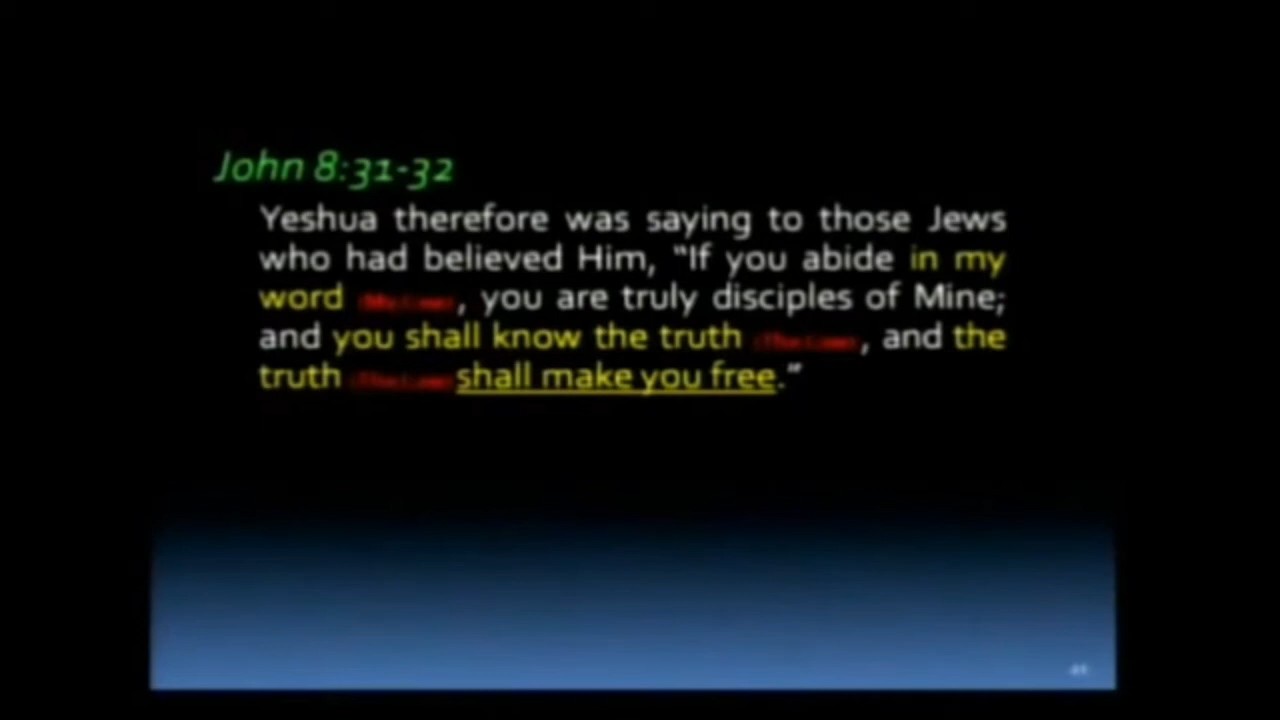 John 8:31-32
Yeshua therefore was saying to those Jews
who had believed Him, “If you abide in my
word , you are truly disciples of Mine;
and you shall know the truth , and the
truth shall make you free.”